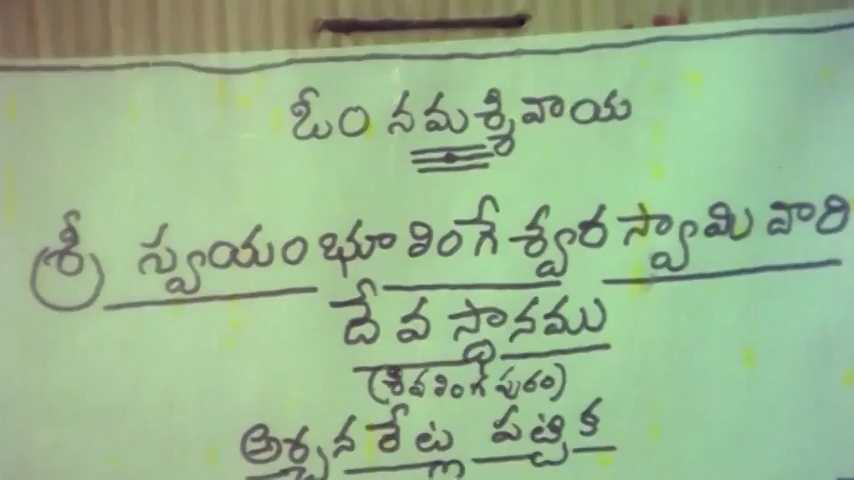 ఓం నమశ్శివాయ
శ్రీ స్వయంభూ లింగేశ్వర స్వామి వారి
దేవస్థానము
(శివలింగపురం)
అర్చన రేట్ల పట్టిక